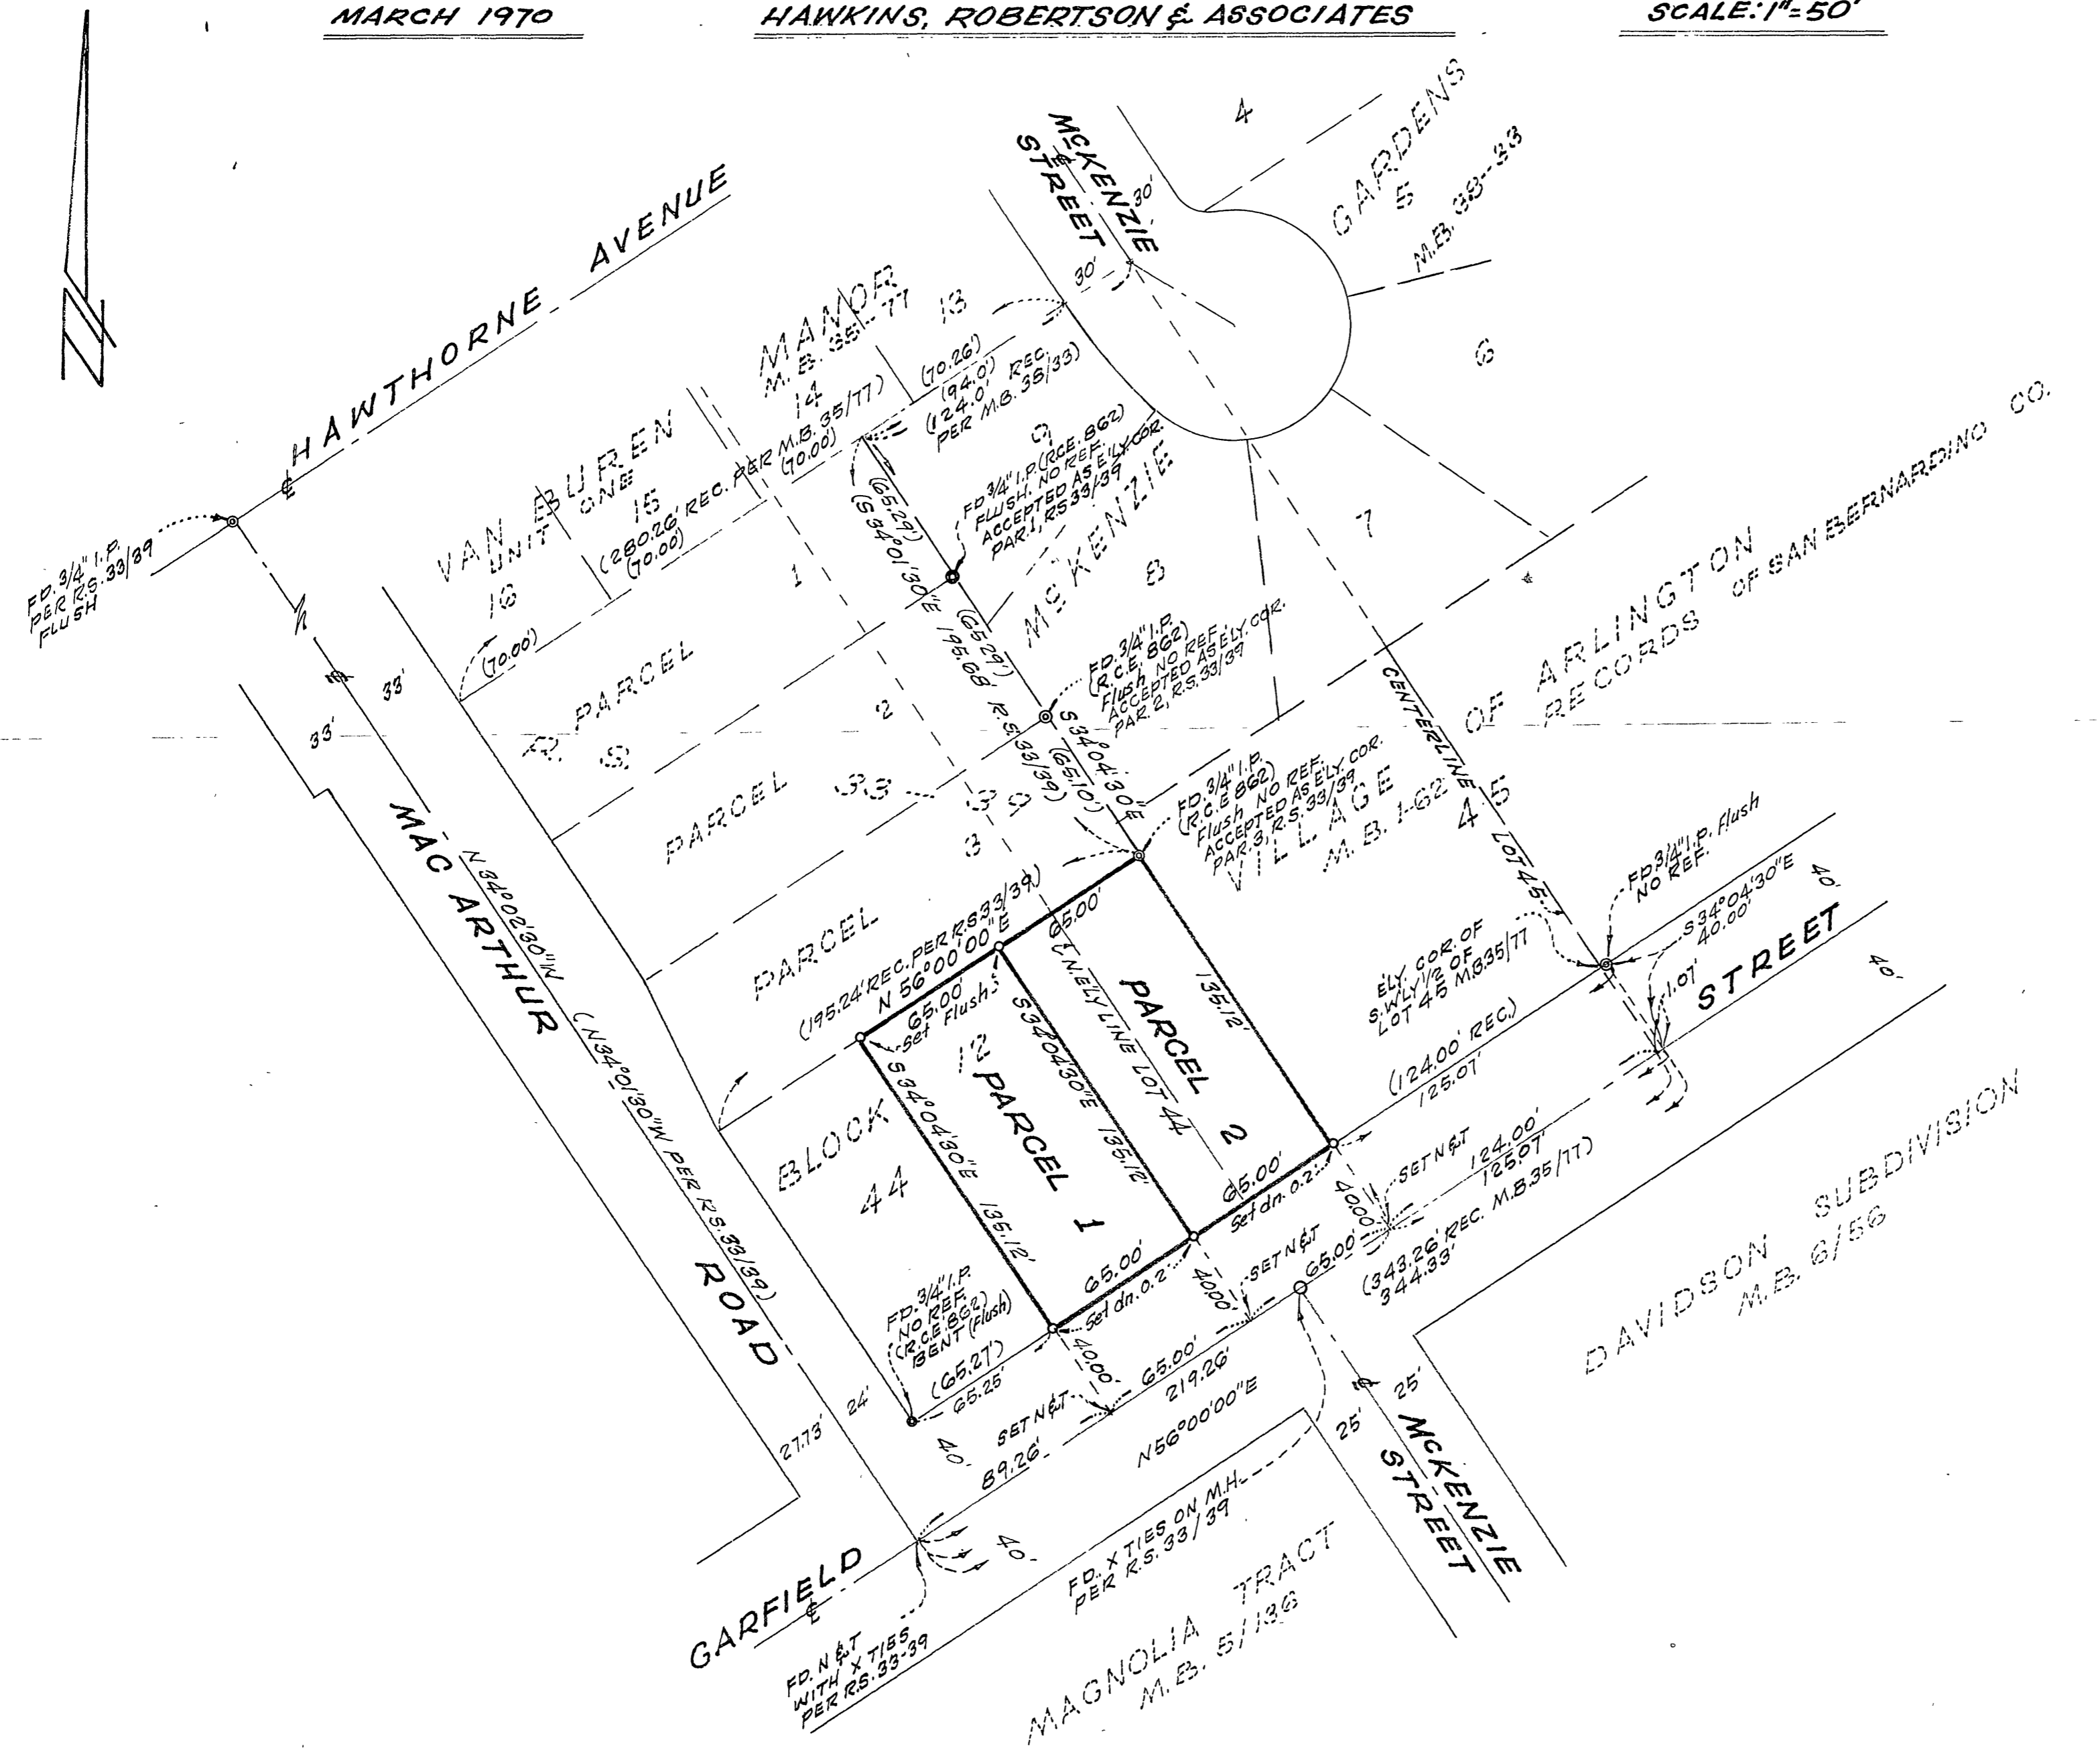 MARCH 1970
HAWKINS, ROBERTSON & ASSOCIATES
SCALE: 1"=50'
HAWTHORNE AVENUE
FD. 3/4" I.P.
PER R.S. 33/39
FLUSH
McKENZIE
STREET
30'
30'
4
GARDENS
5
M.B. 38--33
6
MANOR
M.B. 35--77
13
14
(70.26')
(94.0')
(124.0' REC.
PER M.B. 38/33)
VAN BUREN
UNIT ONE
15
16
(280.26' REC. PER M.B. 35/77)
(70.00')
(70.00')
(70.00')
9
FD 3/4" I.P. (RCE. 862)
FLUSH. NO REF.
ACCEPTED AS E'LY. COR.
PAR. 1, RS 33/39
McKENZIE
8
7
(65.29')
(S 34°01'30"E 195.68' R.S. 33/39)
(65.29')
FD. 3/4" I.P.
(R.C.E. 862)
Flush NO REF.
ACCEPTED AS ELY. COR.
PAR. 2, R.S. 33/39
S34°04'30"E
(65.10')
FD. 3/4" I.P.
(R.C.E 862)
Flush NO REF.
ACCEPTED AS ELY. COR.
PAR. 3, R.S. 33/39
VILLAGE OF ARLINGTON
M.B. 1-62 RECORDS OF SAN BERNARDINO CO.
45
CENTERLINE LOT 45
33'
33'
PARCEL 1
R.S. 33--39
PARCEL 2
PARCEL 3
MAC ARTHUR ROAD
N 34°02'30"W
(N34°01'30"W PER R.S. 33/39)
(195.24' REC. PER R.S 33/39)
N 56°00'00"E
65.00'
65.00'
Set Flush
BLOCK 12
44
PARCEL 1
S34°04'30"E
135.12'
S34°04'30"E
135.12'
N.ELY LINE LOT 44
PARCEL 2
135.12'
65.00'
Set dn. 0.2'
65.00'
Set dn. 0.2'
ELY. COR. OF
S.WLY 1/2 OF
LOT 45 M.B.35/77
FD 3/4" I.P. Flush
NO REF.
S34°04'30"E
40.00'
1.07'
40'
40'
STREET
(124.00' REC.)
125.07'
SET N&T
124.00'
125.07'
(343.26' REC. M.B. 35/77)
344.33'
40.00'
SET N&T
65.00'
40.00'
FD. 3/4" I.P.
NO REF.
(R.C.E. 862)
BENT (Flush)
(65.27')
65.25'
40.00'
65.00'
219.26'
N56°00'00"E
SET N&T
89.26'
40'
40'
24'
27.73'
25'
25'
McKENZIE
STREET
DAVIDSON SUBDIVISION
M.B. 6/56
FD. X TIES ON M.H.
PER R.S. 33/39
GARFIELD
FD. N&T
WITH X TIES
PER R.S. 33-39
MAGNOLIA TRACT
M.B. 5/136